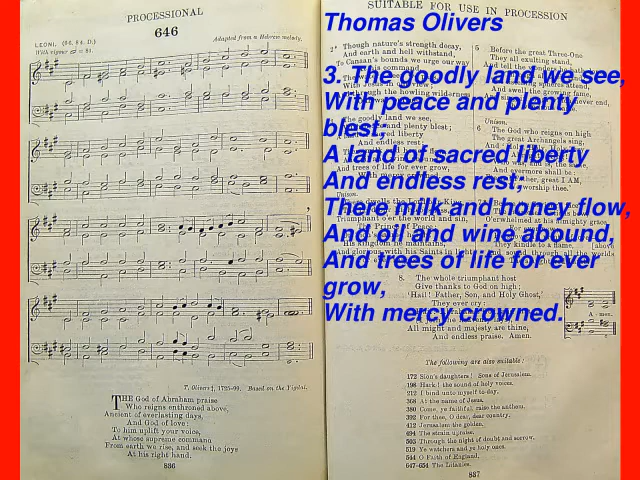 PROCESSIONAL
646
LEONI. (66, 84, D.)
Adapted from a Hebrew melody.
With vigour = 84.
T. Olivers‡, 1725-99. Based on the Yigdal.
THE God of Abraham praise
Who reigns enthroned above,
Ancient of everlasting days,
And God of love:
To him uplift your voice,
At whose supreme command
From earth we rise, and seek the joys
At his right hand.
886
SUITABLE FOR USE IN PROCESSION
Thomas Olivers
3. The goodly land we see,
With peace and plenty
blest;
A land of sacred liberty
And endless rest;
There milk and honey flow,
And oil and wine abound,
And trees of life for ever
grow,
With mercy crowned.
2* Though nature's strength decay,
And earth and hell withstand,
To Canaan's bounds we urge our way
5 Before the great Three-One
They all exulting stand,
Unison.
6 The God who reigns on high
The great Archangels sing,
8. The whole triumphant host
Give thanks to God on high;
'Hail! Father, Son, and Holy Ghost,'
They ever cry:
All might and majesty are thine,
And endless praise. Amen.
A-men.
The following are also suitable:
172 Sion's daughters! Sons of Jerusalem.
198 Hark! the sound of holy voices.
212 I bind unto myself to-day.
368 At the name of Jesus.
380 Come, ye faithful, raise the anthem.
392 For thee, O dear, dear country.
412 Jerusalem the golden.
494 The strain upraise.
503 Through the night of doubt and sorrow.
519 Ye watchers and ye holy ones.
544 O Faith of England,
647-654 The Litanies.
887